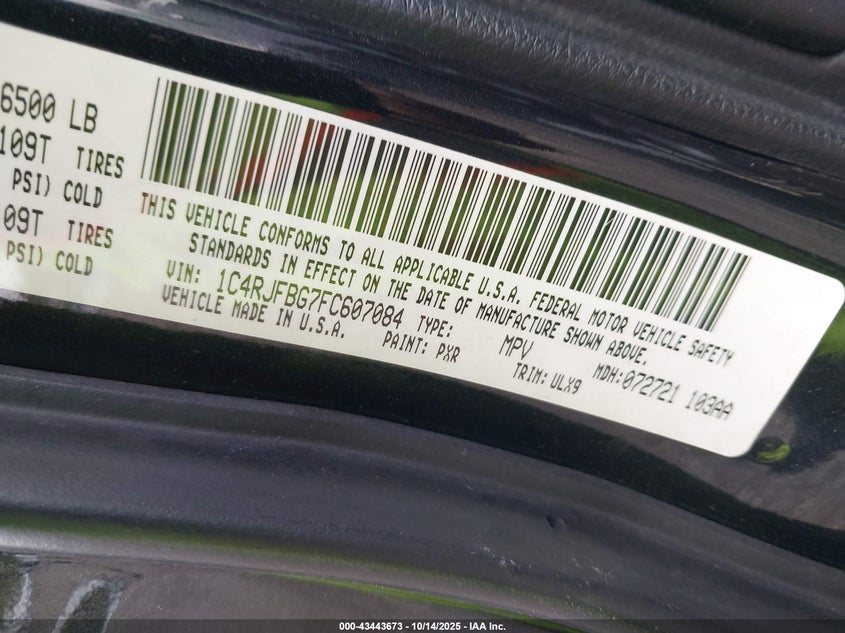 6500 LB
109T TIRES
PSI) COLD
09T TIRES
PSI) COLD
THIS VEHICLE CONFORMS TO ALL APPLICABLE U.S.A. FEDERAL MOTOR VEHICLE SAFETY
STANDARDS IN EFFECT ON THE DATE OF MANUFACTURE SHOWN ABOVE.
VIN: 1C4RJFBG7FC607084 TYPE: MPV MDH:072721 103AA
VEHICLE MADE IN U.S.A. PAINT: PXR TRIM: ULX9
000-43443673 | 10/14/2025 - IAA Inc.